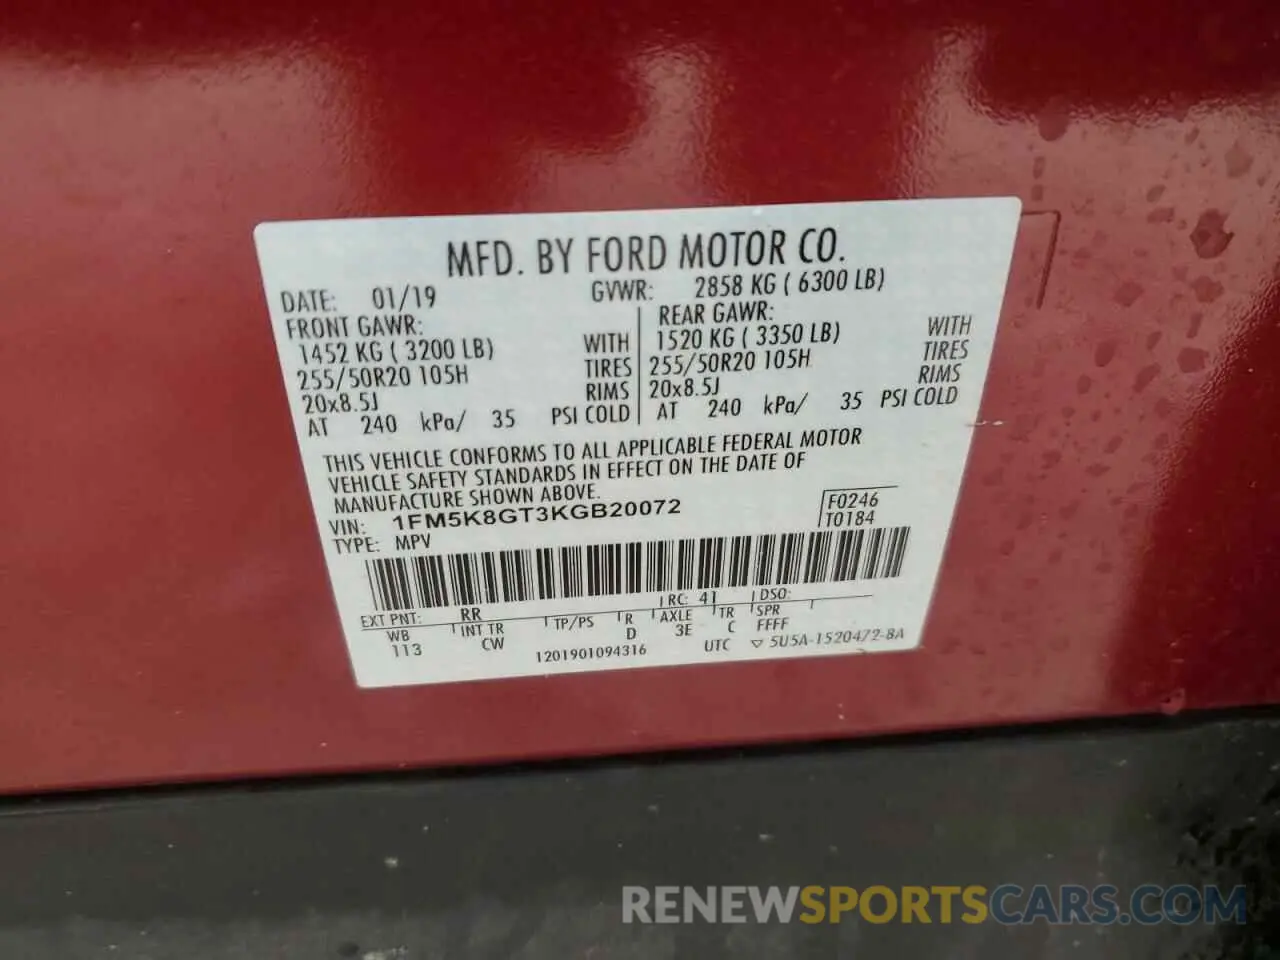 MFD. BY FORD MOTOR CO.
DATE: 01/19 GVWR: 2858 KG ( 6300 LB)
FRONT GAWR: REAR GAWR:
1452 KG ( 3200 LB) WITH 1520 KG ( 3350 LB) WITH
255/50R20 105H TIRES 255/50R20 105H TIRES
20x8.5J RIMS 20x8.5J RIMS
AT 240 kPa/ 35 PSI COLD AT 240 kPa/ 35 PSI COLD
THIS VEHICLE CONFORMS TO ALL APPLICABLE FEDERAL MOTOR
VEHICLE SAFETY STANDARDS IN EFFECT ON THE DATE OF
MANUFACTURE SHOWN ABOVE.
VIN: 1FM5K8GT3KGB20072 F0246
TYPE: MPV T0184
EXT PNT: RR RC: 41 DSO:
WB INT TR TP/PS R AXLE TR SPR
113 CW D 3E C FFFF
1201901094316 UTC ▽ 5U5A-1520472-BA
RENEWSPORTSCARS.COM